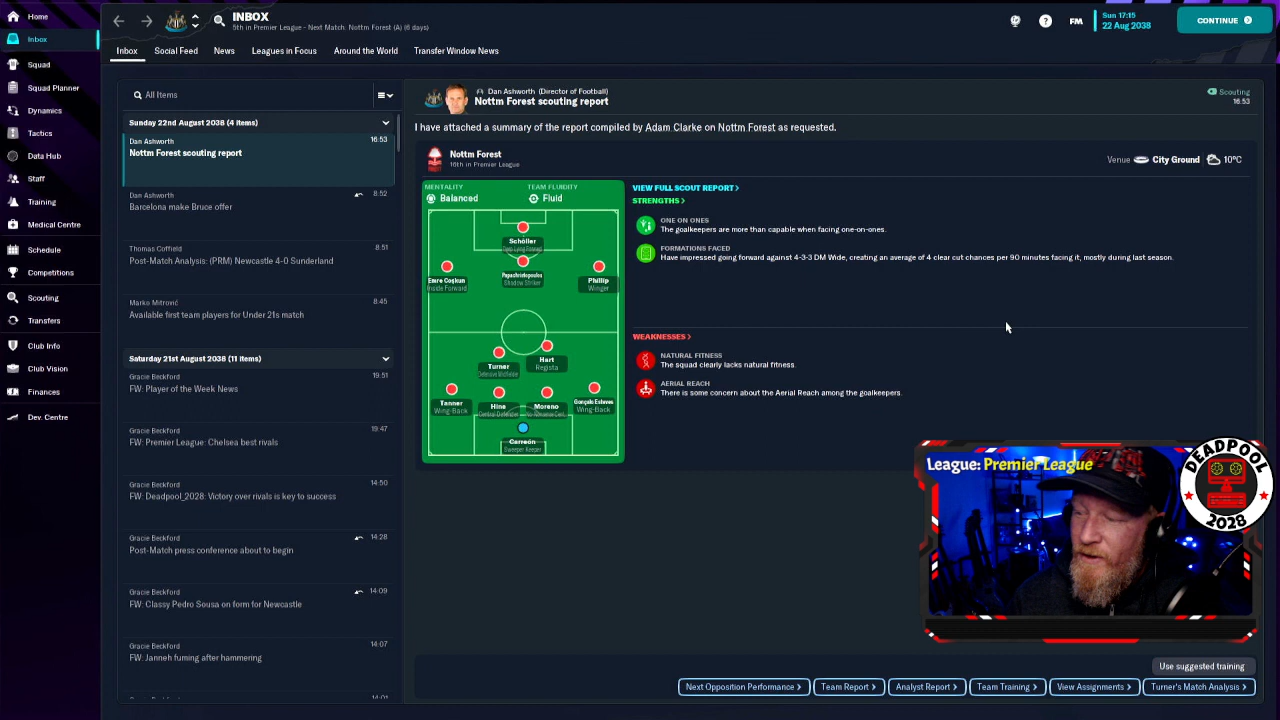 INBOX
5th in Premier League - Next Match: Nottm Forest (A) (6 days)
FM
Sun 17:15
22 Aug 2038
CONTINUE
Home
Inbox
Squad
Squad Planner
Dynamics
Tactics
Data Hub
Staff
Training
Medical Centre
Schedule
Competitions
Scouting
Transfers
Club Info
Club Vision
Finances
Dev. Centre
Inbox
Social Feed
News
Leagues in Focus
Around the World
Transfer Window News
All Items
Sunday 22nd August 2038 (4 items)
Dan Ashworth 16:53
Nottm Forest scouting report
Dan Ashworth 8:52
Barcelona make Bruce offer
Thomas Coffield 8:51
Post-Match Analysis: (PRM) Newcastle 4-0 Sunderland
Marko Mitrović 8:45
Available first team players for Under 21s match
Saturday 21st August 2038 (11 items)
Gracie Beckford 19:51
FW: Player of the Week News
Gracie Beckford 19:47
FW: Premier League: Chelsea best rivals
Gracie Beckford 14:50
FW: Deadpool_2028: Victory over rivals is key to success
Gracie Beckford 14:28
Post-Match press conference about to begin
Gracie Beckford 14:09
FW: Classy Pedro Sousa on form for Newcastle
Gracie Beckford 14:07
FW: Janneh fuming after hammering
Gracie Beckford 14:01
Dan Ashworth (Director of Football)
Nottm Forest scouting report
Scouting
16:53
I have attached a summary of the report compiled by Adam Clarke on Nottm Forest as requested.
Nottm Forest
16th in Premier League
Venue City Ground 10°C
MENTALITY
Balanced
TEAM FLUIDITY
Fluid
Schöller
Deep Lying Forward
Emre Coşkun
Inside Forward
Papachristopoulos
Shadow Striker
Phillip
Winger
Turner
Defensive Midfielder
Hart
Regista
Tanner
Wing-Back
Hine
Central Defender
Moreno
Gonçalo Esteves
Wing-Back
Carreón
Sweeper Keeper
VIEW FULL SCOUT REPORT >
STRENGTHS >
ONE ON ONES
The goalkeepers are more than capable when facing one-on-ones.
FORMATIONS FACED
Have impressed going forward against 4-3-3 DM Wide, creating an average of 4 clear cut chances per 90 minutes facing it, mostly during last season.
WEAKNESSES >
NATURAL FITNESS
The squad clearly lacks natural fitness.
AERIAL REACH
There is some concern about the Aerial Reach among the goalkeepers.
League: Premier League
DEADPOOL
2028
Use suggested training
Next Opposition Performance >
Team Report >
Analyst Report >
Team Training >
View Assignments >
Turner's Match Analysis >